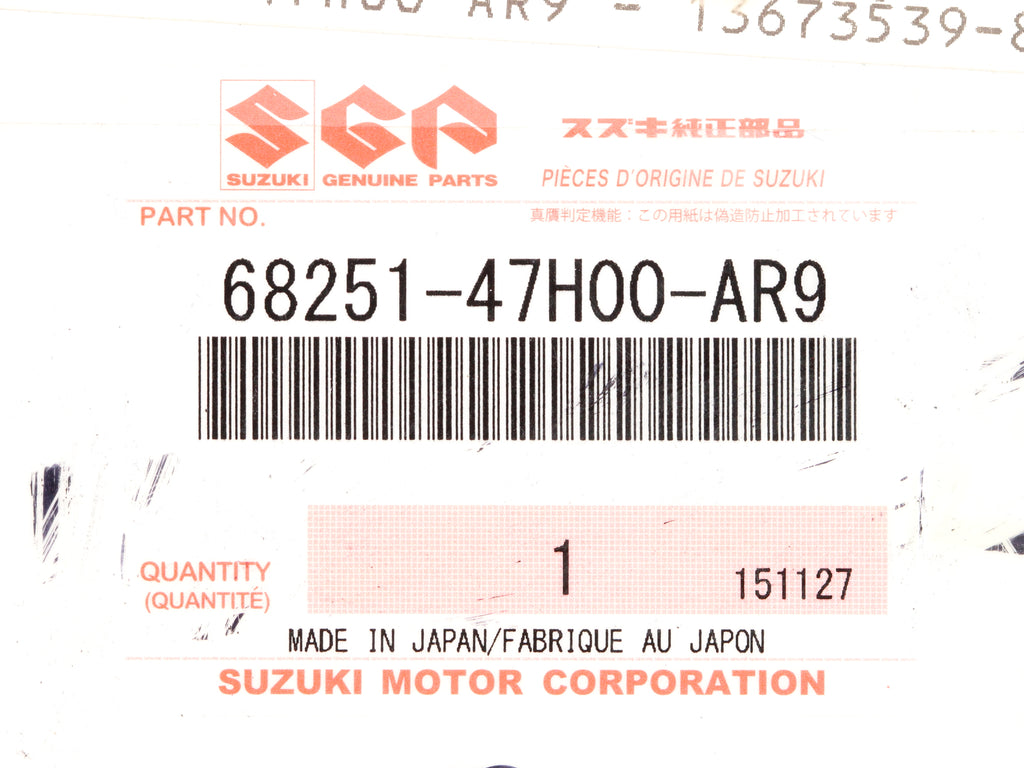 47H00 AR9 - 13673539-8
SGP
SUZUKI GENUINE PARTS
スズキ純正部品
PIÈCES D'ORIGINE DE SUZUKI
PART NO.
真贋判定機能：この用紙は偽造防止加工されています
68251-47H00-AR9
QUANTITY
(QUANTITÉ)
1
151127
MADE IN JAPAN/FABRIQUE AU JAPON
SUZUKI MOTOR CORPORATION